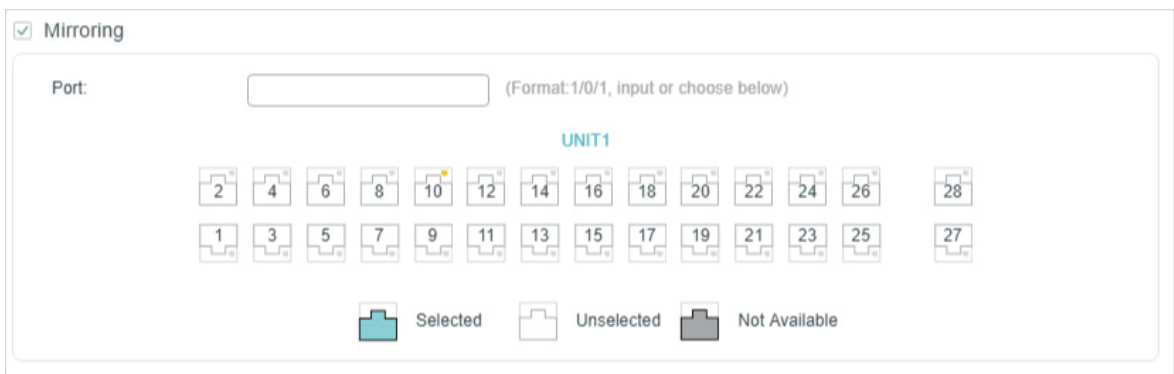 Mirroring
Port: (Format:1/0/1, input or choose below)
UNIT1
2 4 6 8 10 12 14 16 18 20 22 24 26 28
1 3 5 7 9 11 13 15 17 19 21 23 25 27
Selected Unselected Not Available